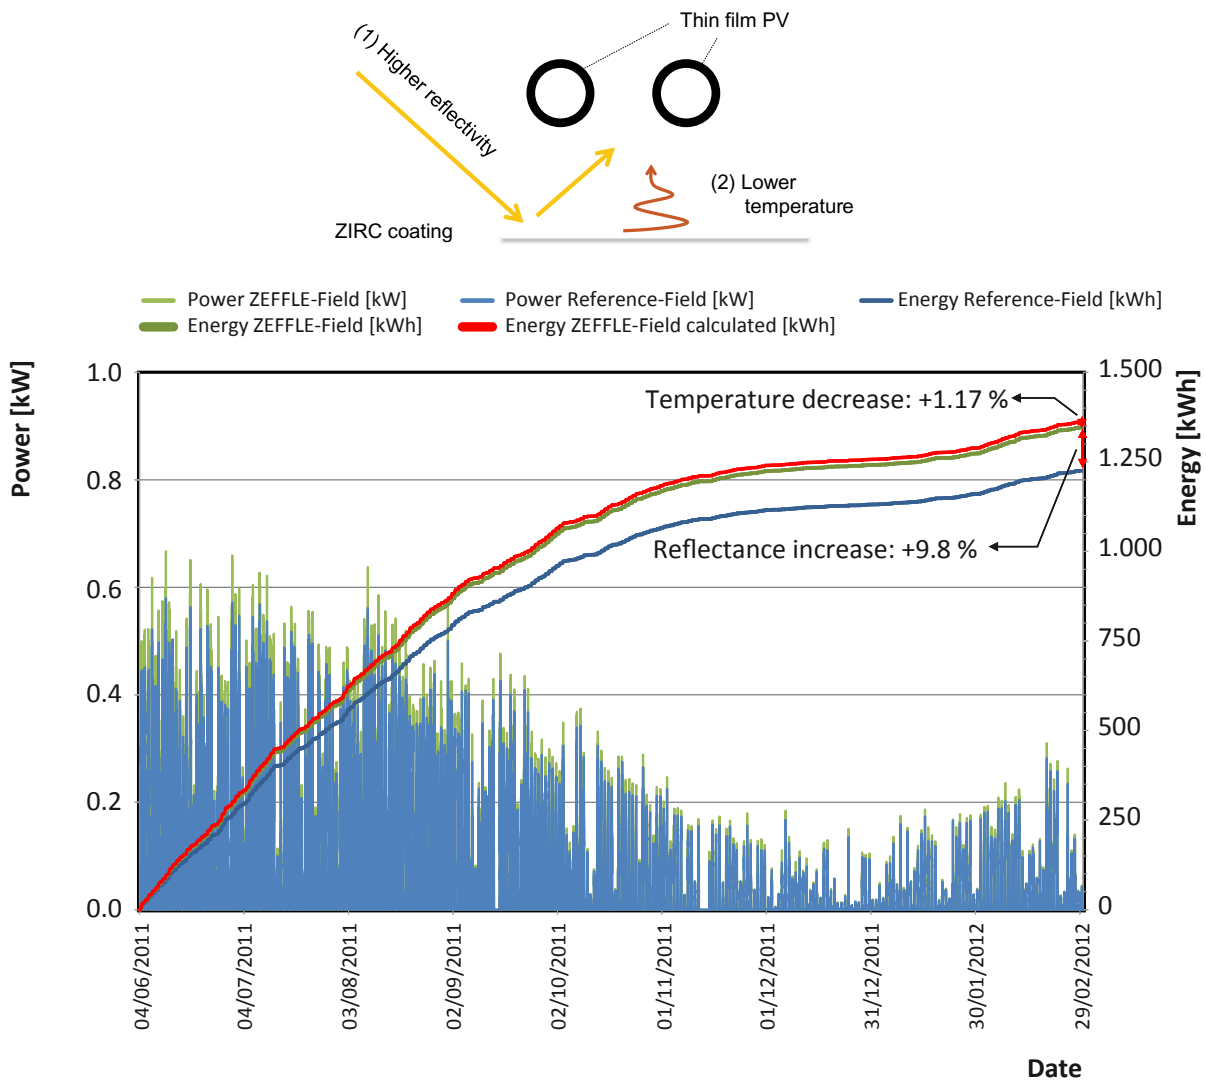 Thin film PV
(1) Higher reflectivity
(2) Lower
temperature
ZIRC coating
Power ZEFFLE-Field [kW]
Power Reference-Field [kW]
Energy Reference-Field [kWh]
Energy ZEFFLE-Field [kWh]
Energy ZEFFLE-Field calculated [kWh]
Power [kW]
1.0
0.8
0.6
0.4
0.2
0.0
Temperature decrease: +1.17 %
Reflectance increase: +9.8 %
1.500
1.250
1.000
750
500
250
0
Energy [kWh]
04/06/2011
04/07/2011
03/08/2011
02/09/2011
02/10/2011
01/11/2011
01/12/2011
31/12/2011
30/01/2012
29/02/2012
Date